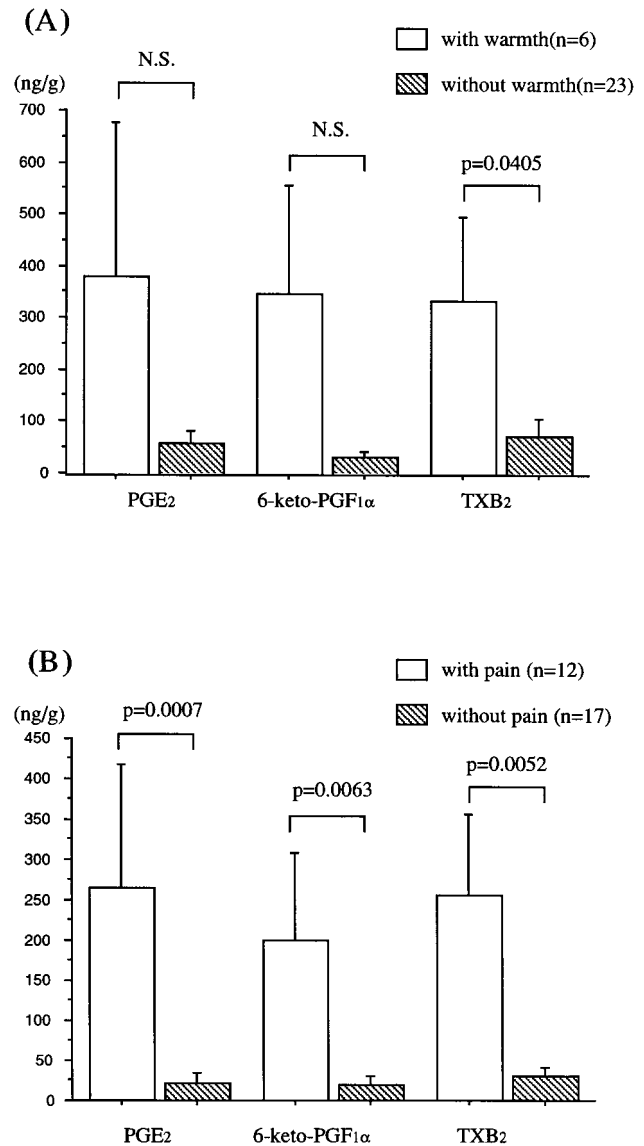 (A)
with warmth(n=6)
without warmth(n=23)
(ng/g)
N.S.
N.S.
p=0.0405
700
600
500
400
300
200
100
0
PGE2
6-keto-PGF1α
TXB2
(B)
with pain (n=12)
without pain (n=17)
(ng/g)
p=0.0007
p=0.0063
p=0.0052
450
400
350
300
250
200
150
100
50
0
PGE2
6-keto-PGF1α
TXB2